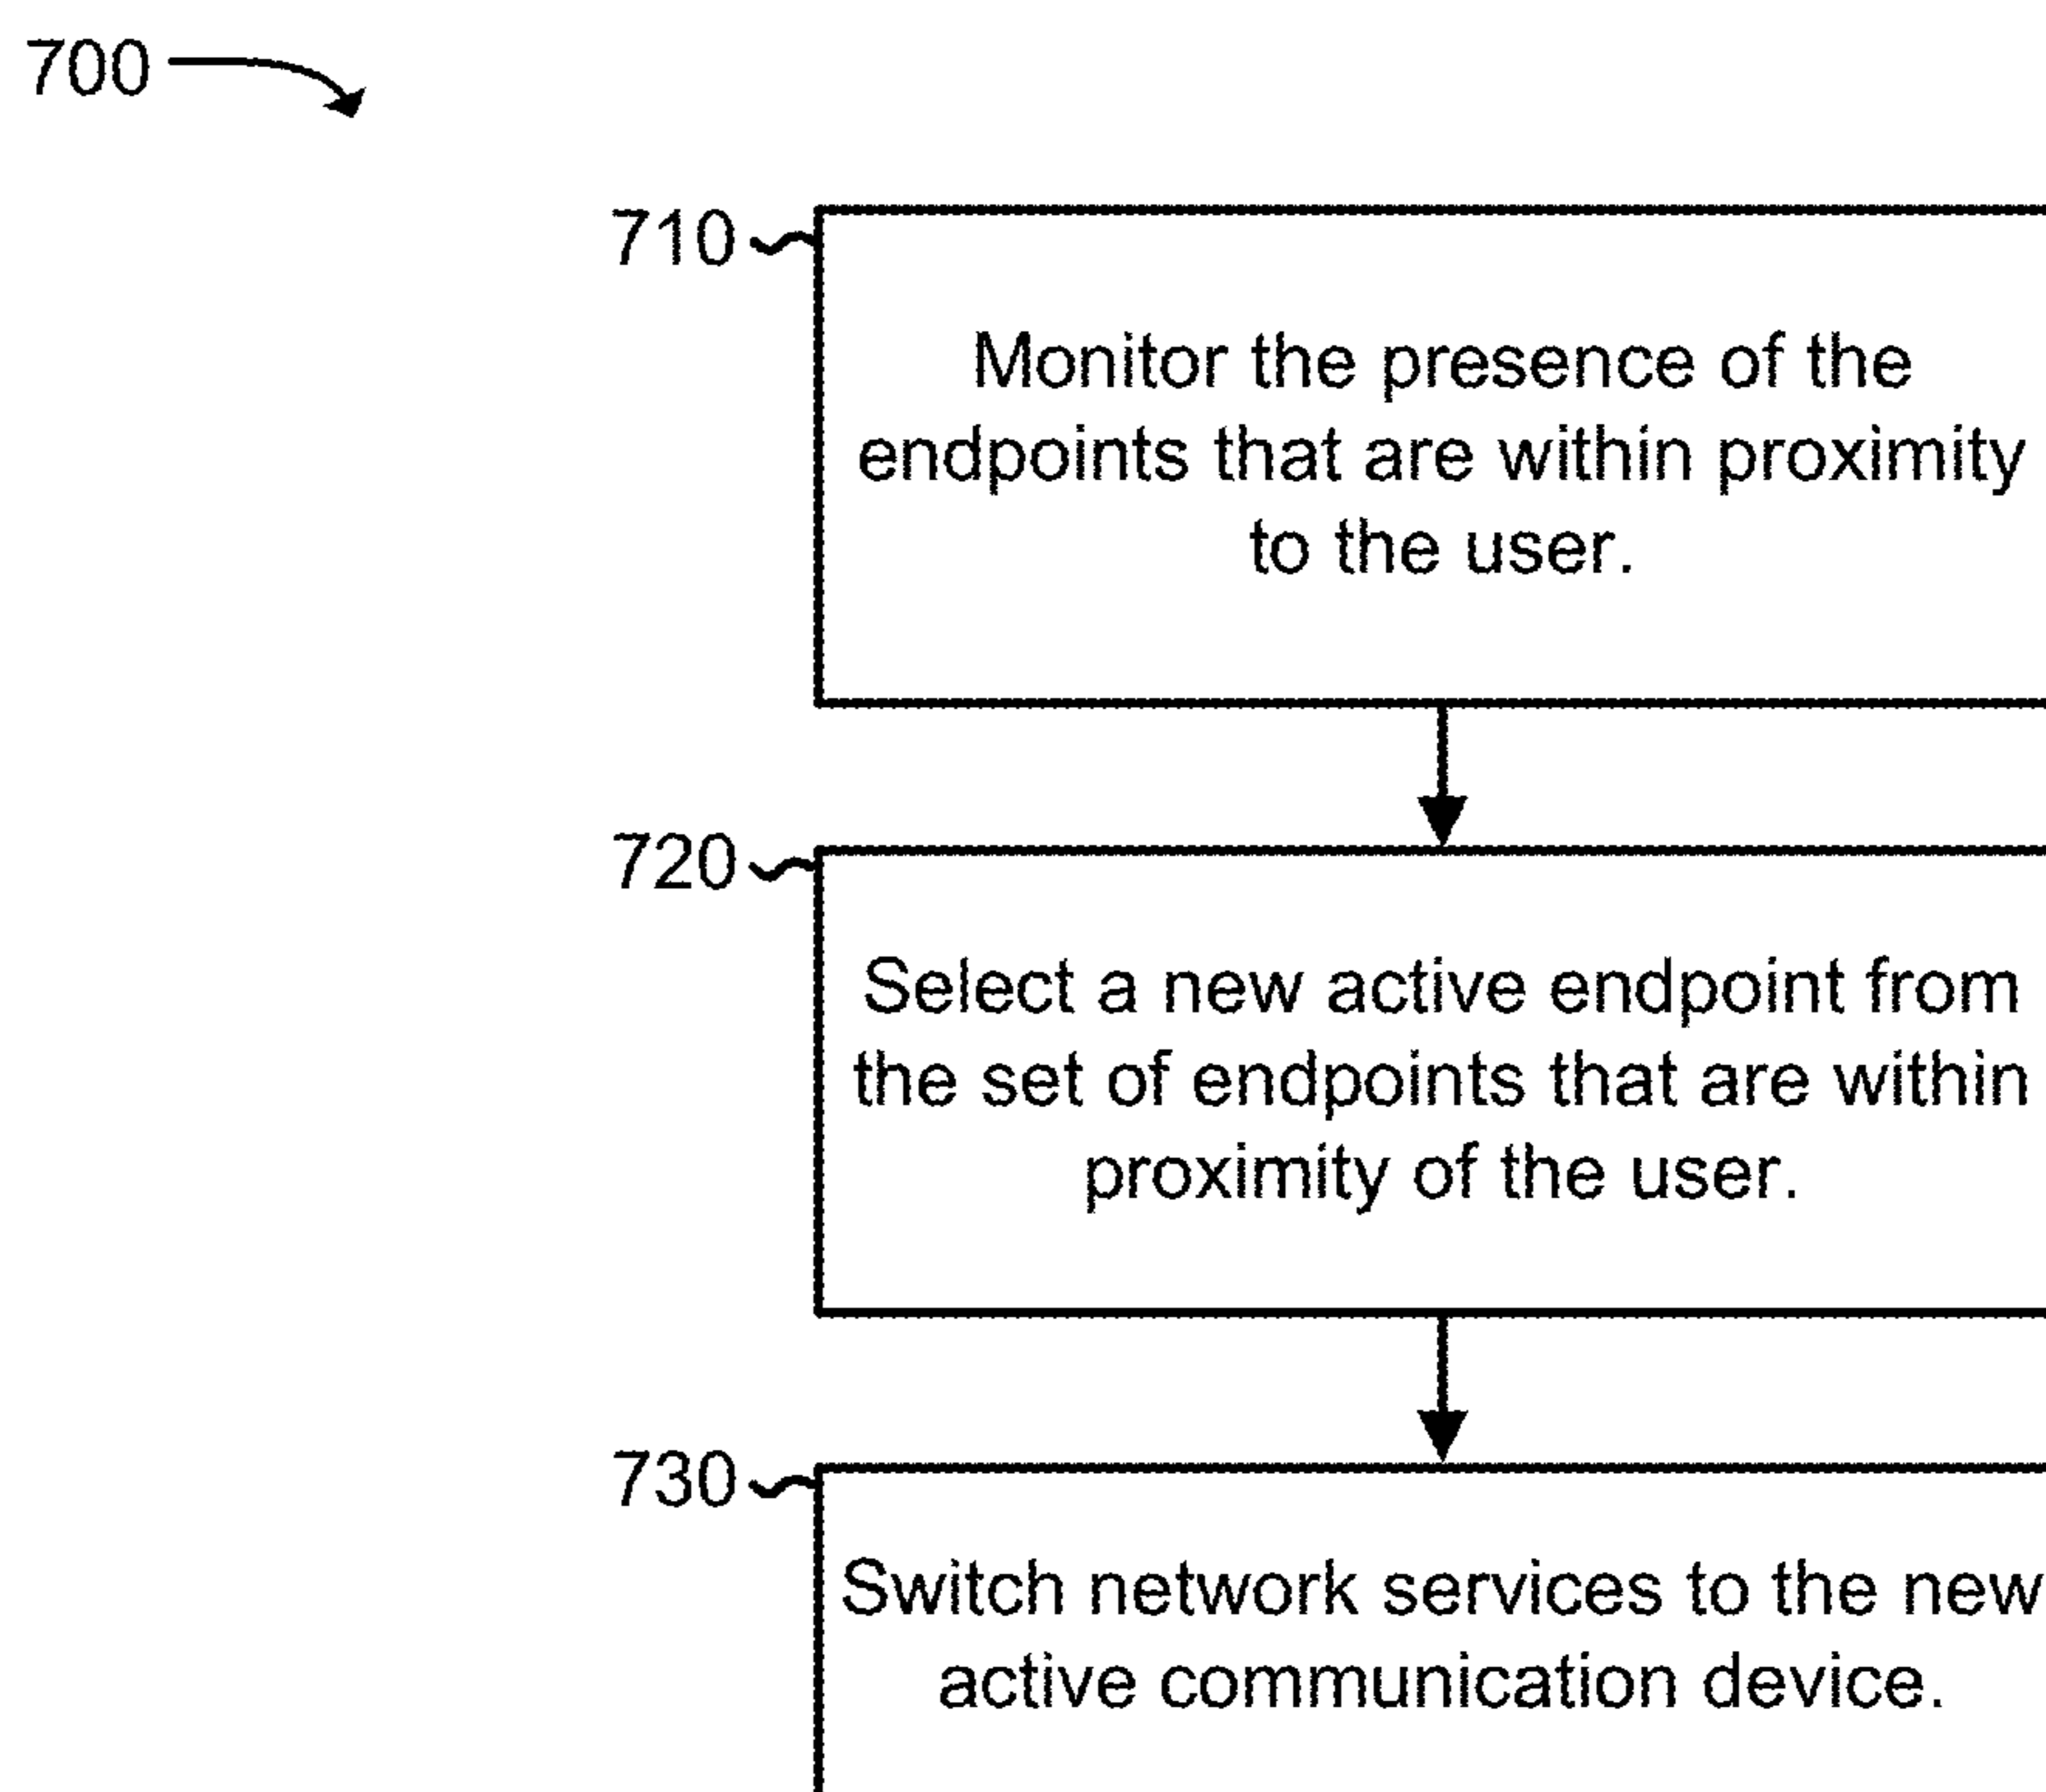 700
710
Monitor the presence of the
endpoints that are within proximity
to the user.
720
Select a new active endpoint from
the set of endpoints that are within
proximity of the user.
730
Switch network services to the new
active communication device.